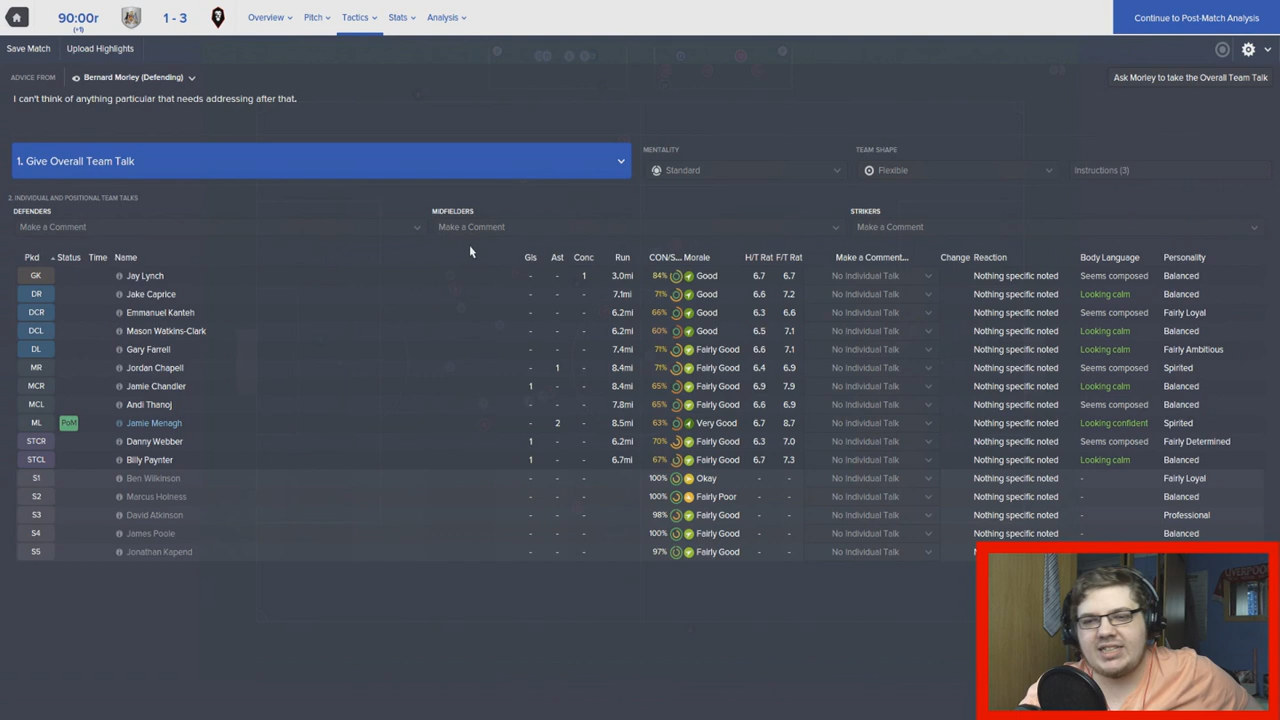 90:00r
(+1)
1 - 3
Overview
Pitch
Tactics
Stats
Analysis
Continue to Post-Match Analysis
Save Match
Upload Highlights
ADVICE FROM
Bernard Morley (Defending)
Ask Morley to take the Overall Team Talk
I can't think of anything particular that needs addressing after that.
1. Give Overall Team Talk
MENTALITY
Standard
TEAM SHAPE
Flexible
Instructions (3)
2. INDIVIDUAL AND POSITIONAL TEAM TALKS
DEFENDERS
MIDFIELDERS
STRIKERS
Make a Comment
Make a Comment
Make a Comment
Pkd Status Time Name Gls Ast Conc Run CON/S... Morale H/T Rat F/T Rat Make a Comment... Change Reaction Body Language Personality
GK Jay Lynch - - 1 3.0mi 84% Good 6.7 6.7 No Individual Talk Nothing specific noted Seems composed Balanced
DR Jake Caprice - - - 7.1mi 71% Good 6.6 7.2 No Individual Talk Nothing specific noted Looking calm Balanced
DCR Emmanuel Kanteh - - - 6.2mi 66% Good 6.3 6.6 No Individual Talk Nothing specific noted Seems composed Fairly Loyal
DCL Mason Watkins-Clark - - - 6.2mi 60% Good 6.5 7.1 No Individual Talk Nothing specific noted Looking calm Balanced
DL Gary Farrell - - - 7.4mi 71% Fairly Good 6.6 7.1 No Individual Talk Nothing specific noted Looking calm Fairly Ambitious
MR Jordan Chapell - 1 - 8.4mi 71% Fairly Good 6.4 6.9 No Individual Talk Nothing specific noted Seems composed Spirited
MCR Jamie Chandler 1 - - 8.4mi 65% Fairly Good 6.9 7.9 No Individual Talk Nothing specific noted Looking calm Balanced
MCL Andi Thanoj - - - 7.8mi 65% Fairly Good 6.6 6.9 No Individual Talk Nothing specific noted Seems composed Balanced
ML PoM Jamie Menagh - 2 - 8.5mi 63% Very Good 6.7 8.7 No Individual Talk Nothing specific noted Looking confident Spirited
STCR Danny Webber 1 - - 6.2mi 70% Fairly Good 6.3 7.0 No Individual Talk Nothing specific noted Seems composed Fairly Determined
STCL Billy Paynter 1 - - 6.7mi 67% Fairly Good 6.7 7.3 No Individual Talk Nothing specific noted Looking calm Balanced
S1 Ben Wilkinson - - - 100% Okay - - No Individual Talk Nothing specific noted - Fairly Loyal
S2 Marcus Holness - - - 100% Fairly Poor - - No Individual Talk Nothing specific noted - Balanced
S3 David Atkinson - - - 98% Fairly Good - - No Individual Talk Nothing specific noted - Professional
S4 James Poole - - - 100% Fairly Good - - No Individual Talk Nothing specific noted - Balanced
S5 Jonathan Kapend - - - 97% Fairly Good - - No Individual Talk
LIVERPOOL